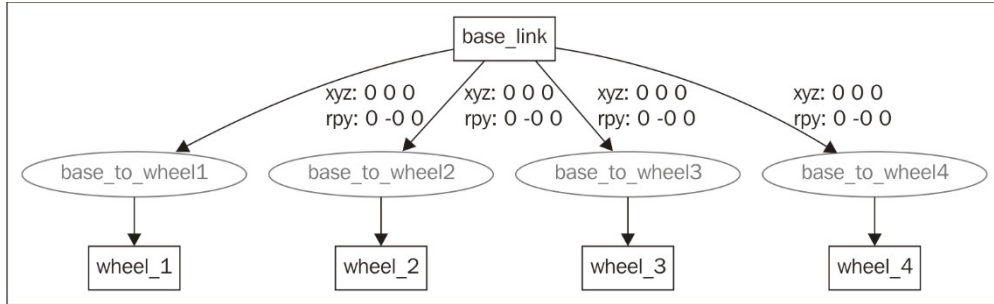 base_link
xyz: 0 0 0
rpy: 0 -0 0
xyz: 0 0 0
rpy: 0 -0 0
xyz: 0 0 0
rpy: 0 -0 0
xyz: 0 0 0
rpy: 0 -0 0
base_to_wheel1
base_to_wheel2
base_to_wheel3
base_to_wheel4
wheel_1
wheel_2
wheel_3
wheel_4